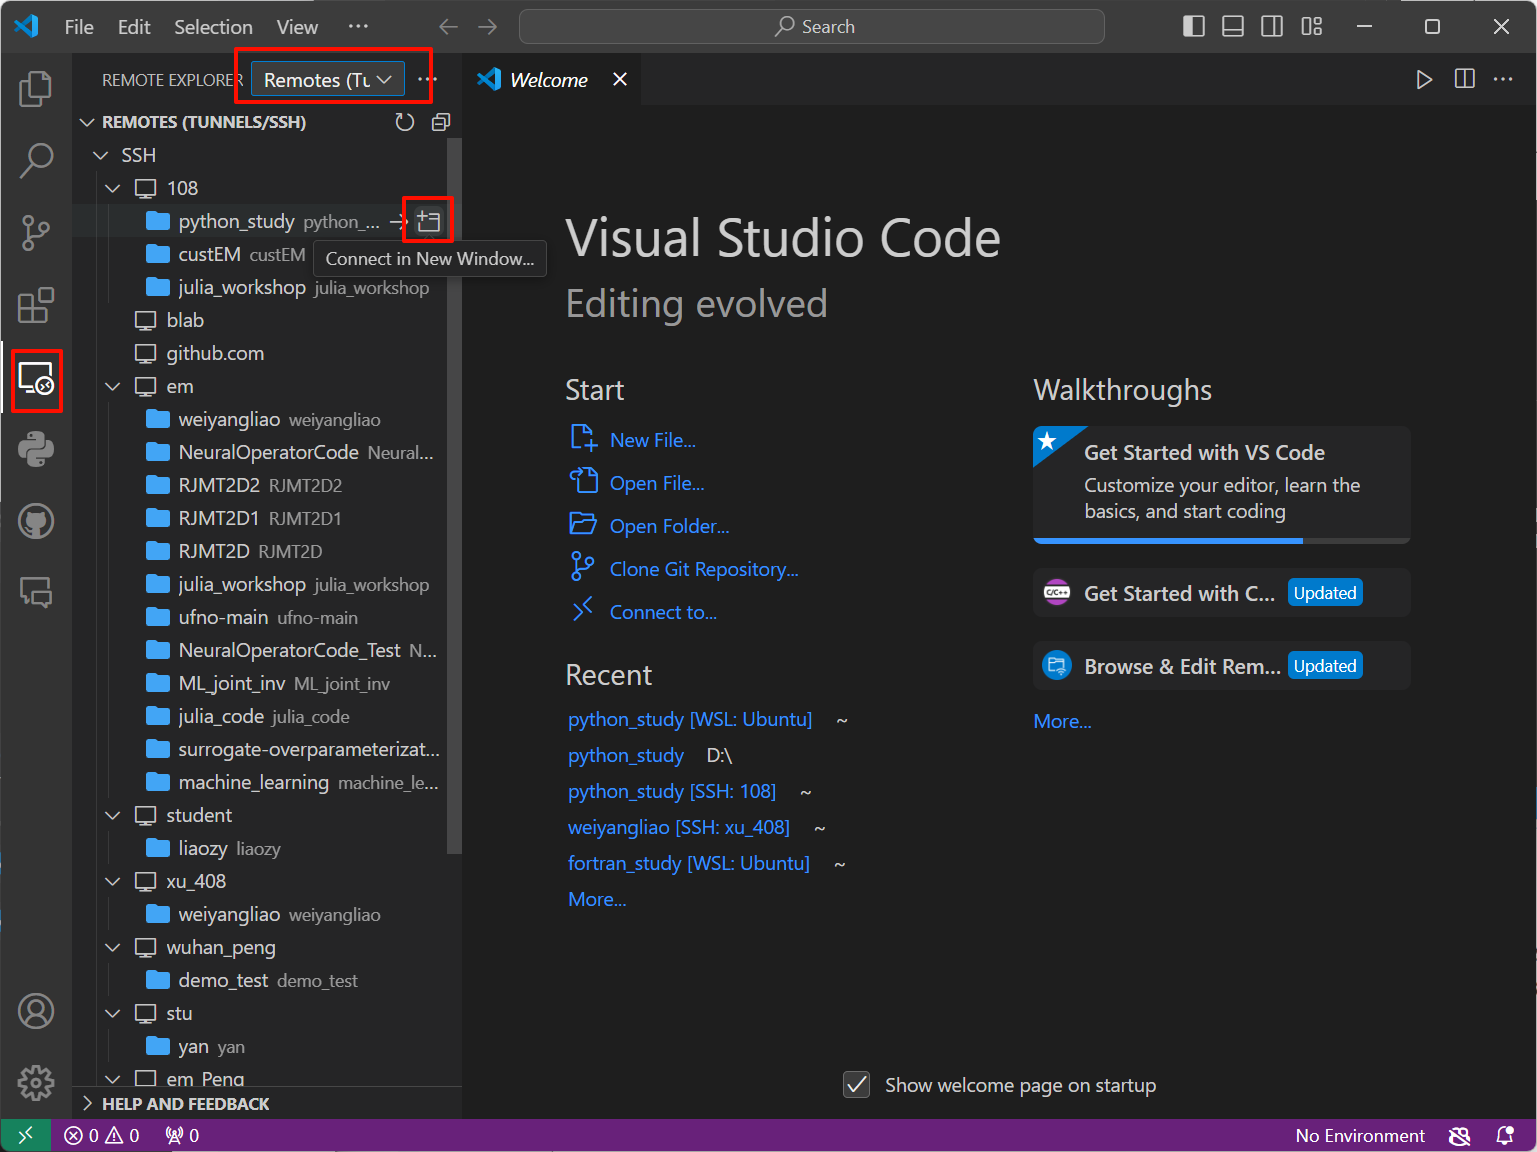 File Edit Selection View ··· Search
REMOTE EXPLORER Remotes (Tu ···
Welcome
REMOTES (TUNNELS/SSH)
SSH
108
python_study python_...
custEM custEM
Connect in New Window...
julia_workshop julia_workshop
blab
github.com
em
weiyangliao weiyangliao
NeuralOperatorCode Neural...
RJMT2D2 RJMT2D2
RJMT2D1 RJMT2D1
RJMT2D RJMT2D
julia_workshop julia_workshop
ufno-main ufno-main
NeuralOperatorCode_Test N...
ML_joint_inv ML_joint_inv
julia_code julia_code
surrogate-overparameterizat...
machine_learning machine_le...
student
liaozy liaozy
xu_408
weiyangliao weiyangliao
wuhan_peng
demo_test demo_test
stu
yan yan
em_Peng
HELP AND FEEDBACK
Visual Studio Code
Editing evolved
Start
New File...
Open File...
Open Folder...
Clone Git Repository...
Connect to...
Recent
python_study [WSL: Ubuntu] ~
python_study D:\
python_study [SSH: 108] ~
weiyangliao [SSH: xu_408] ~
fortran_study [WSL: Ubuntu] ~
More...
Walkthroughs
Get Started with VS Code
Customize your editor, learn the
basics, and start coding
C/C++ Get Started with C... Updated
Browse & Edit Rem... Updated
More...
Show welcome page on startup
0 0 0 No Environment